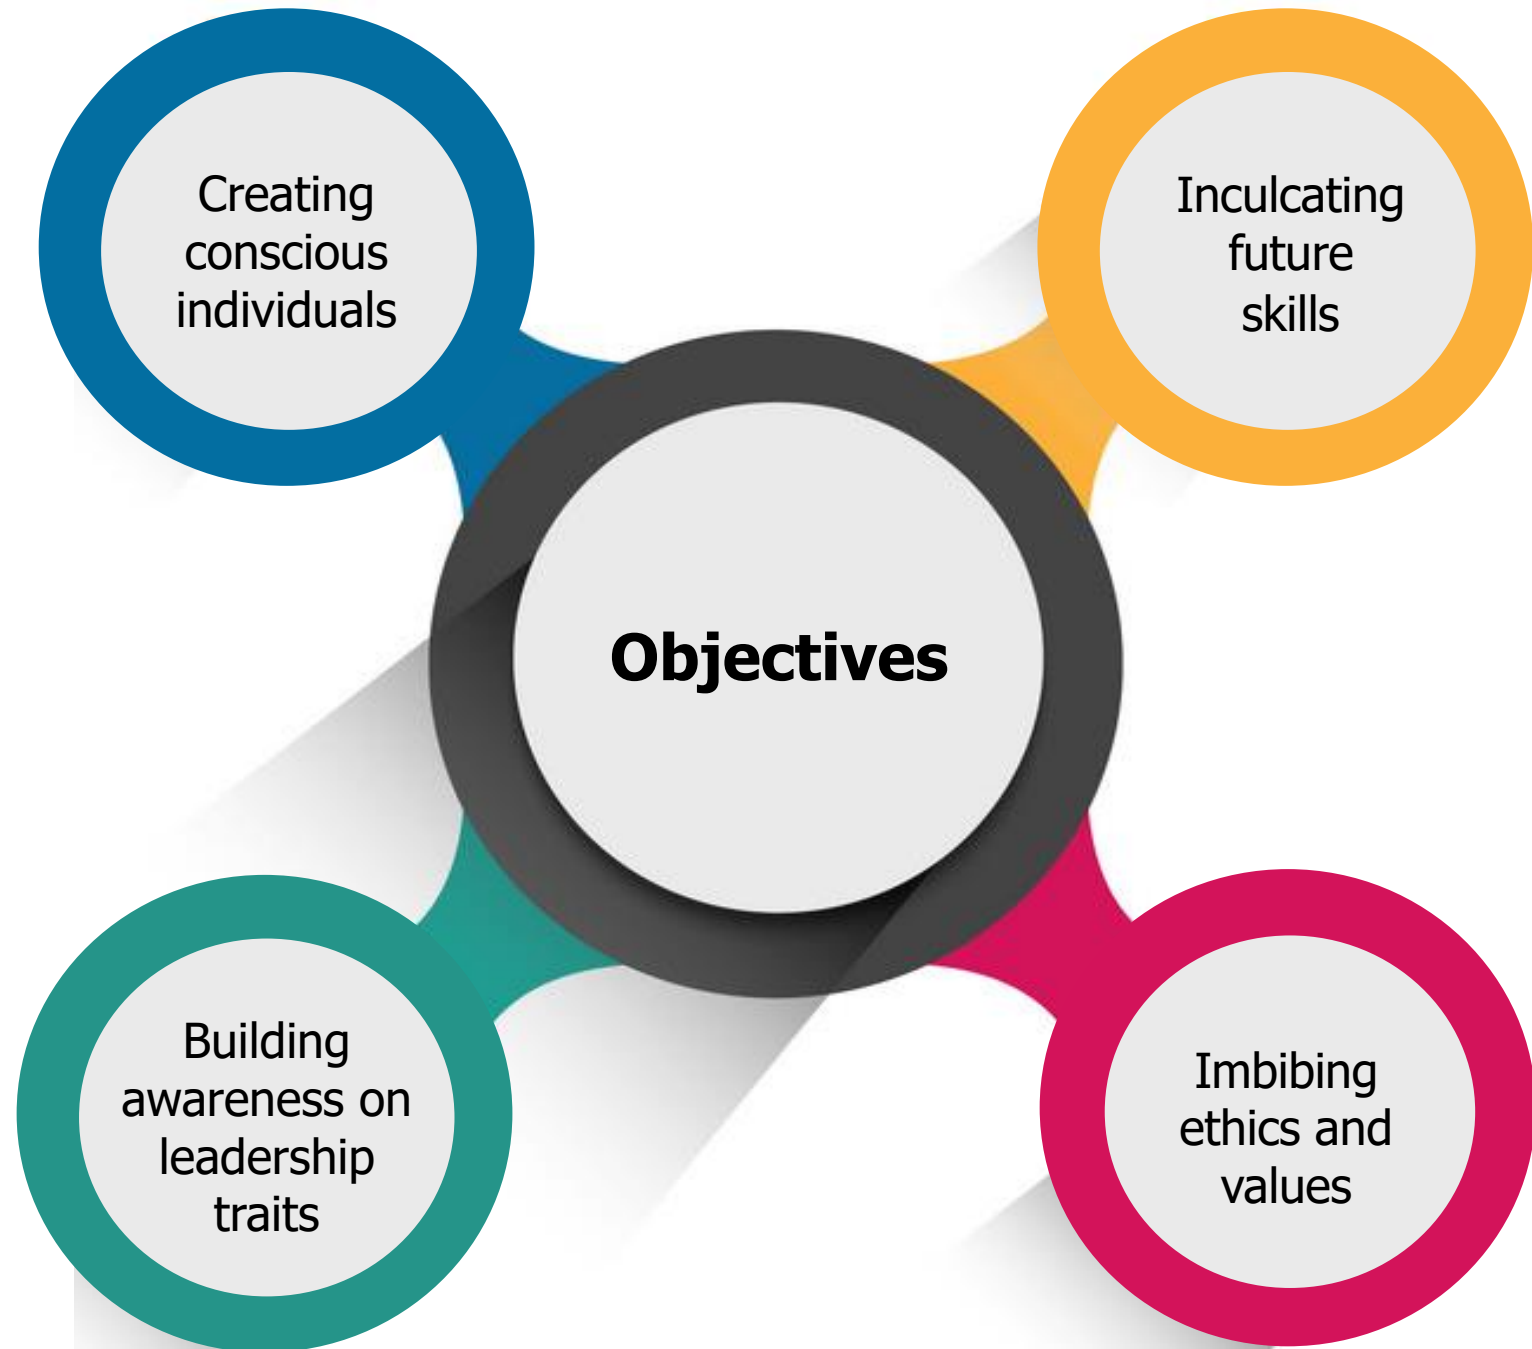 Creating
conscious
individuals
Inculcating
future
skills
Objectives
Building
awareness on
leadership
traits
Imbibing
ethics and
values